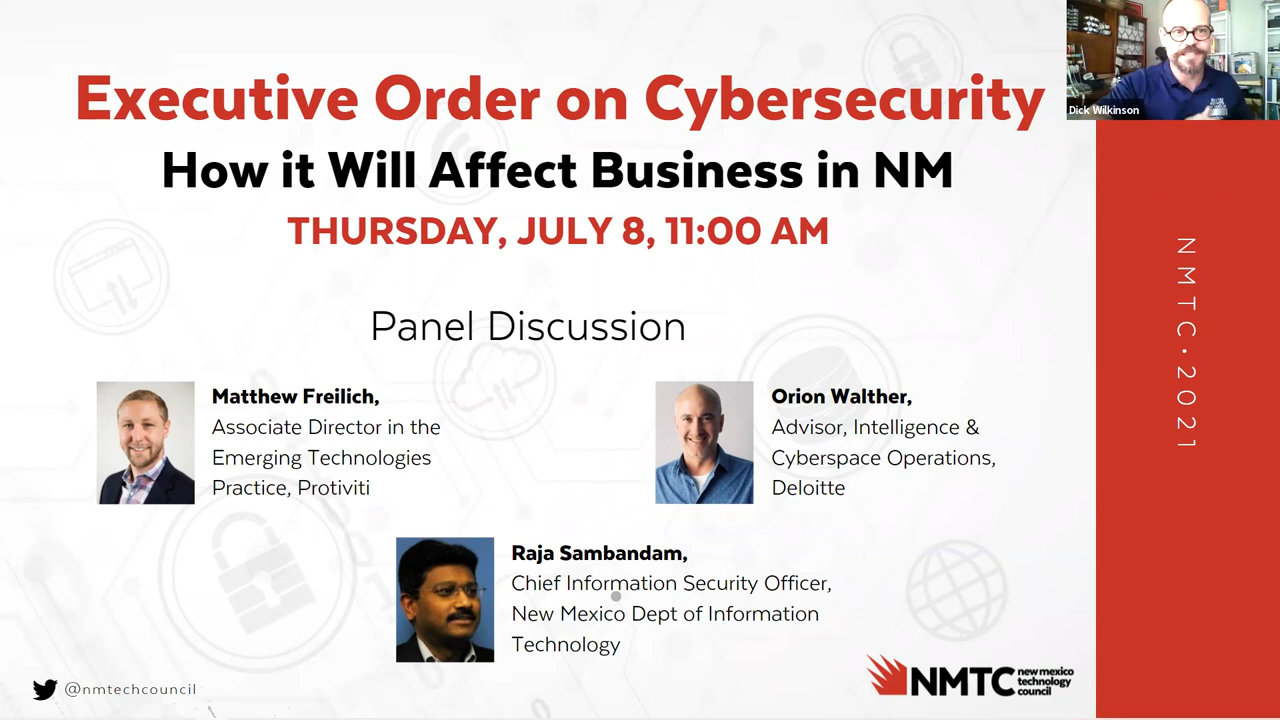 Executive Order on Cybersecurity
How it Will Affect Business in NM
THURSDAY, JULY 8, 11:00 AM
Dick Wilkinson
NMTC·2021
Panel Discussion
Matthew Freilich,
Associate Director in the
Emerging Technologies
Practice, Protiviti
Orion Walther,
Advisor, Intelligence &
Cyberspace Operations,
Deloitte
Raja Sambandam,
Chief Information Security Officer,
New Mexico Dept of Information
Technology
@nmtechcouncil
NMTC new mexico
technology
council